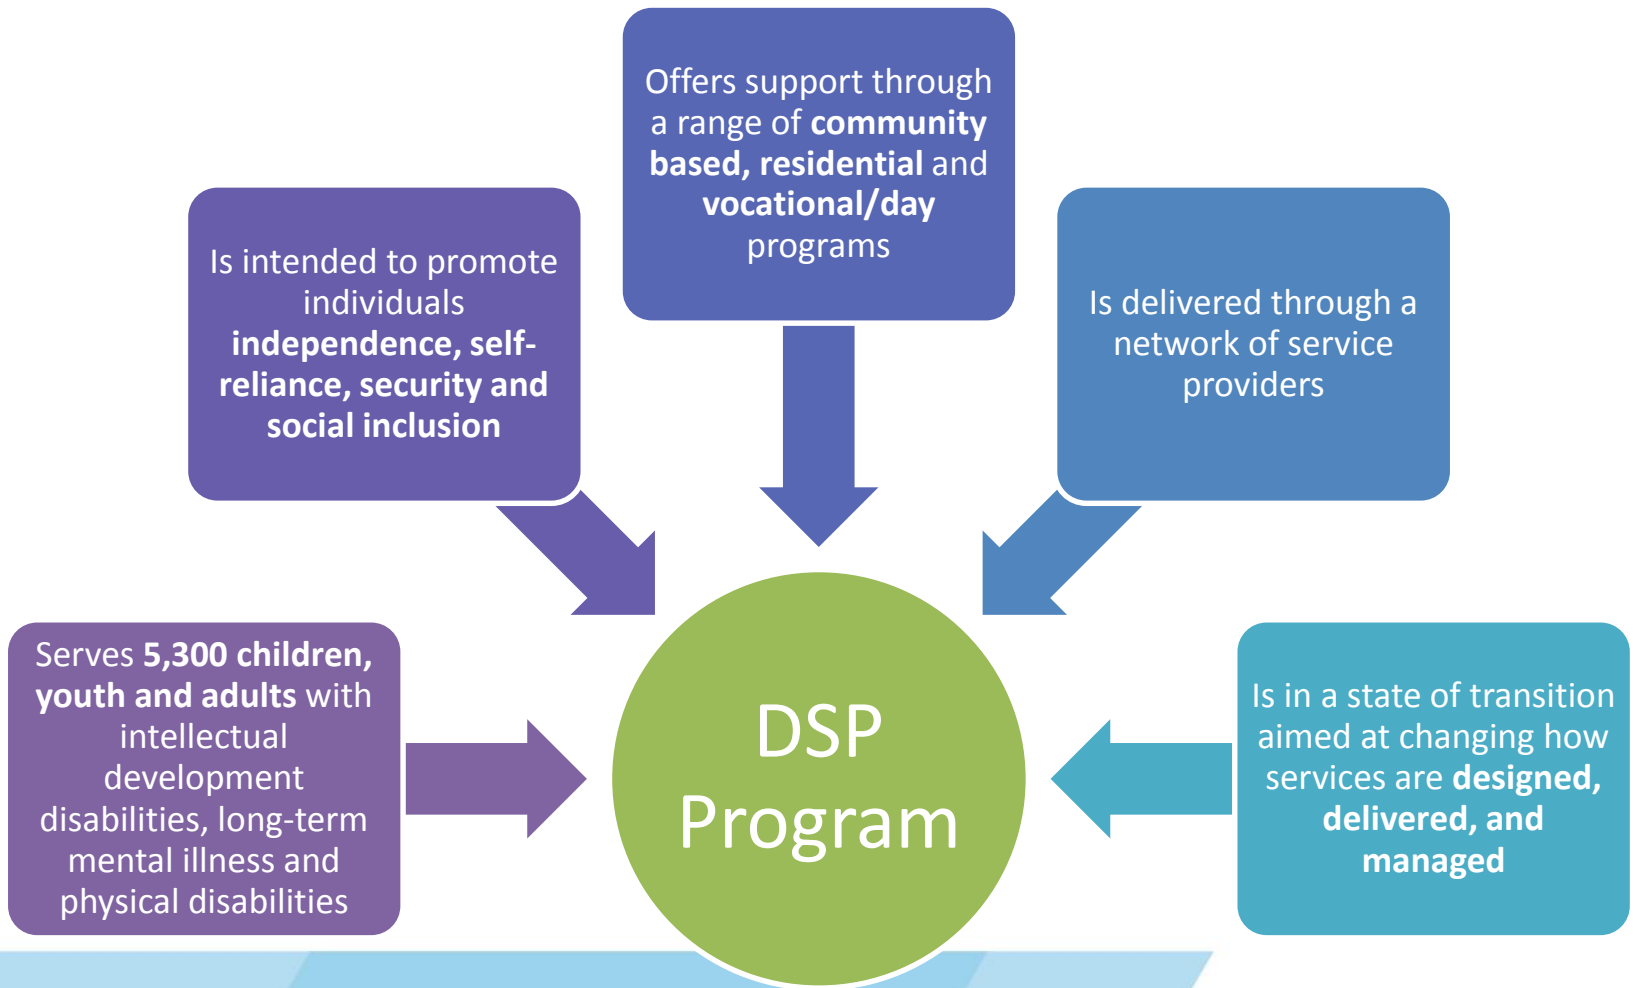 Offers support through
a range of community
based, residential and
vocational/day
programs
Is intended to promote
individuals
independence, self-
reliance, security and
social inclusion
Is delivered through a
network of service
providers
Serves 5,300 children,
youth and adults with
intellectual
development
disabilities, long-term
mental illness and
physical disabilities
DSP
Program
Is in a state of transition
aimed at changing how
services are designed,
delivered, and
managed